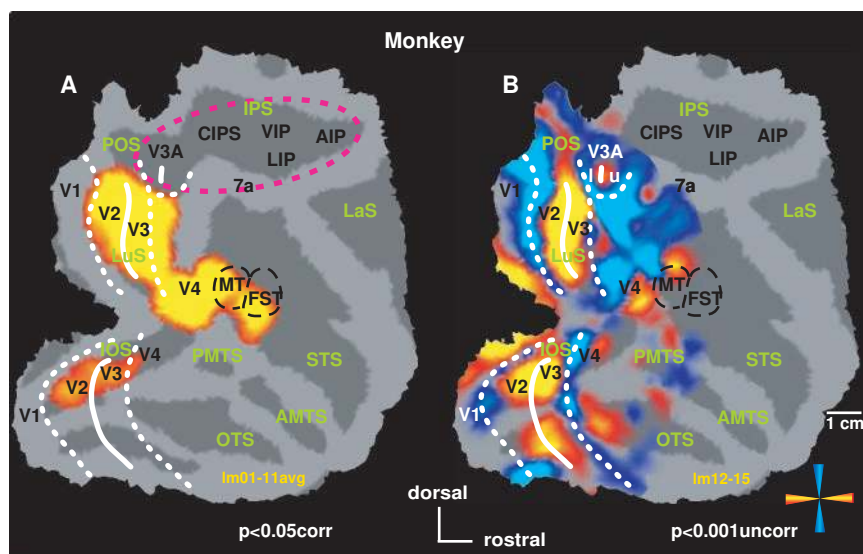 Monkey
A
IPS
CIPS
VIP
AIP
POS
V3A
LIP
7a
V1
V2
V3
LuS
LaS
V4
MT
FST
IOS
V4
PMTS
STS
V3
V2
V1
AMTS
OTS
lm01-11avg
p<0.05corr
dorsal
rostral
B
IPS
CIPS
VIP
AIP
POS
V3A
LIP
l
u
7a
V1
V2
V3
LuS
LaS
V4
MT
FST
IOS
V4
PMTS
STS
V3
V2
V1
AMTS
OTS
1 cm
lm12-15
p<0.001uncorr